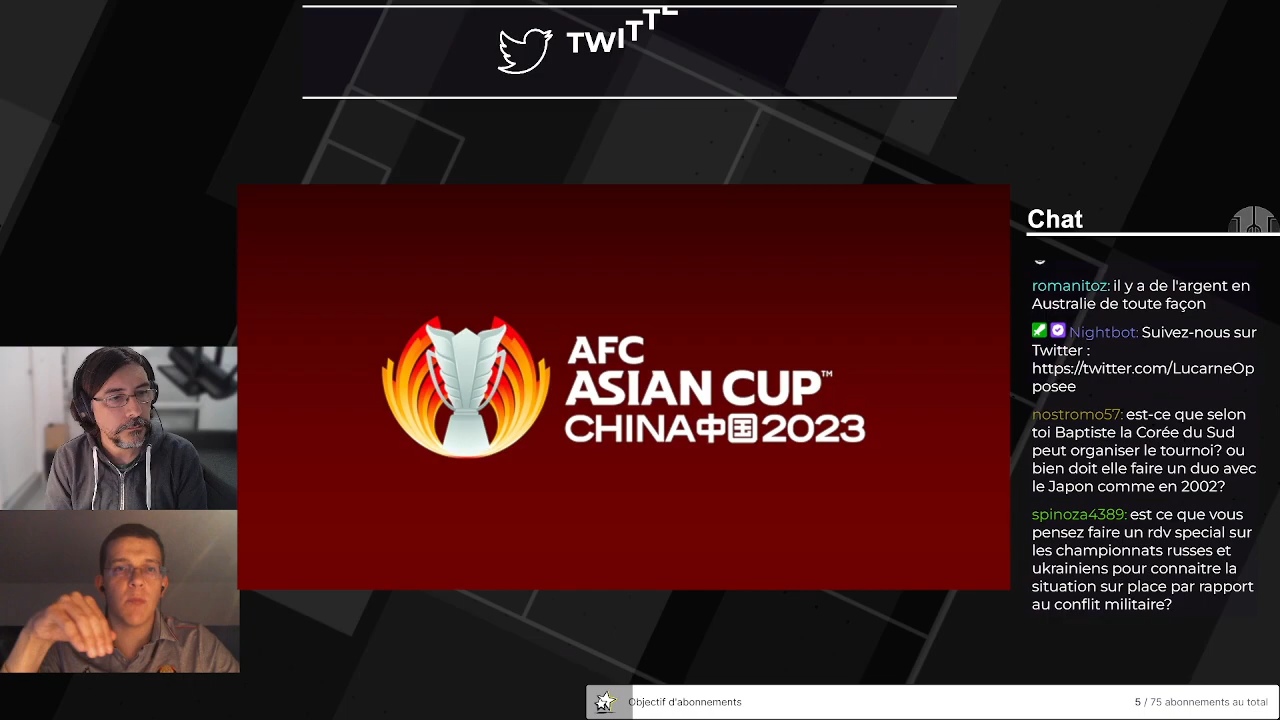 TWITTE
AFC
ASIAN CUP™
CHINA中国2023
Chat
romanitoz: il y a de l'argent en
Australie de toute façon
Nightbot: Suivez-nous sur
Twitter :
https://twitter.com/LucarneOp
posee
nostromo57: est-ce que selon
toi Baptiste la Corée du Sud
peut organiser le tournoi? ou
bien doit elle faire un duo avec
le Japon comme en 2002?
spinoza4389: est ce que vous
pensez faire un rdv special sur
les championnats russes et
ukrainiens pour connaitre la
situation sur place par rapport
au conflit militaire?
Objectif d'abonnements
5 / 75 abonnements au total